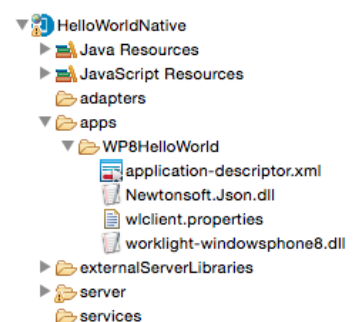 HelloWorldNative
Java Resources
JavaScript Resources
adapters
apps
WP8HelloWorld
application-descriptor.xml
Newtonsoft.Json.dll
wlclient.properties
worklight-windowsphone8.dll
externalServerLibraries
server
services